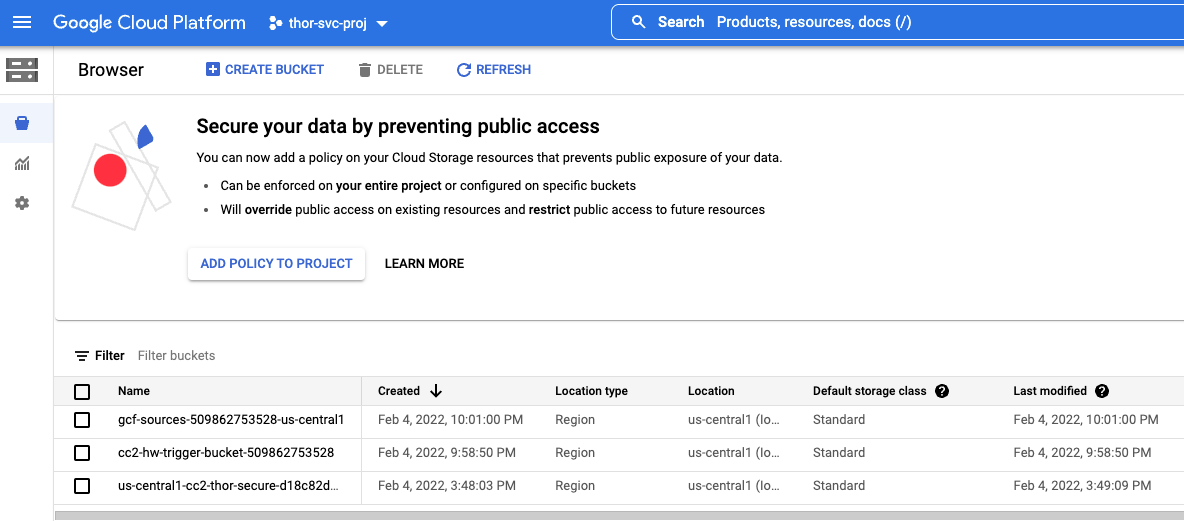 Google Cloud Platform thor-svc-proj Search Products, resources, docs (/)
Browser CREATE BUCKET DELETE REFRESH
Secure your data by preventing public access
You can now add a policy on your Cloud Storage resources that prevents public exposure of your data.
• Can be enforced on your entire project or configured on specific buckets
• Will override public access on existing resources and restrict public access to future resources
ADD POLICY TO PROJECT LEARN MORE
Filter Filter buckets
Name Created Location type Location Default storage class Last modified
gcf-sources-509862753528-us-central1 Feb 4, 2022, 10:01:00 PM Region us-central1 (Io... Standard Feb 4, 2022, 10:01:00 PM
cc2-hw-trigger-bucket-509862753528 Feb 4, 2022, 9:58:50 PM Region us-central1 (Io... Standard Feb 4, 2022, 9:58:50 PM
us-central1-cc2-thor-secure-d18c82d... Feb 4, 2022, 3:48:03 PM Region us-central1 (Io... Standard Feb 4, 2022, 3:49:09 PM